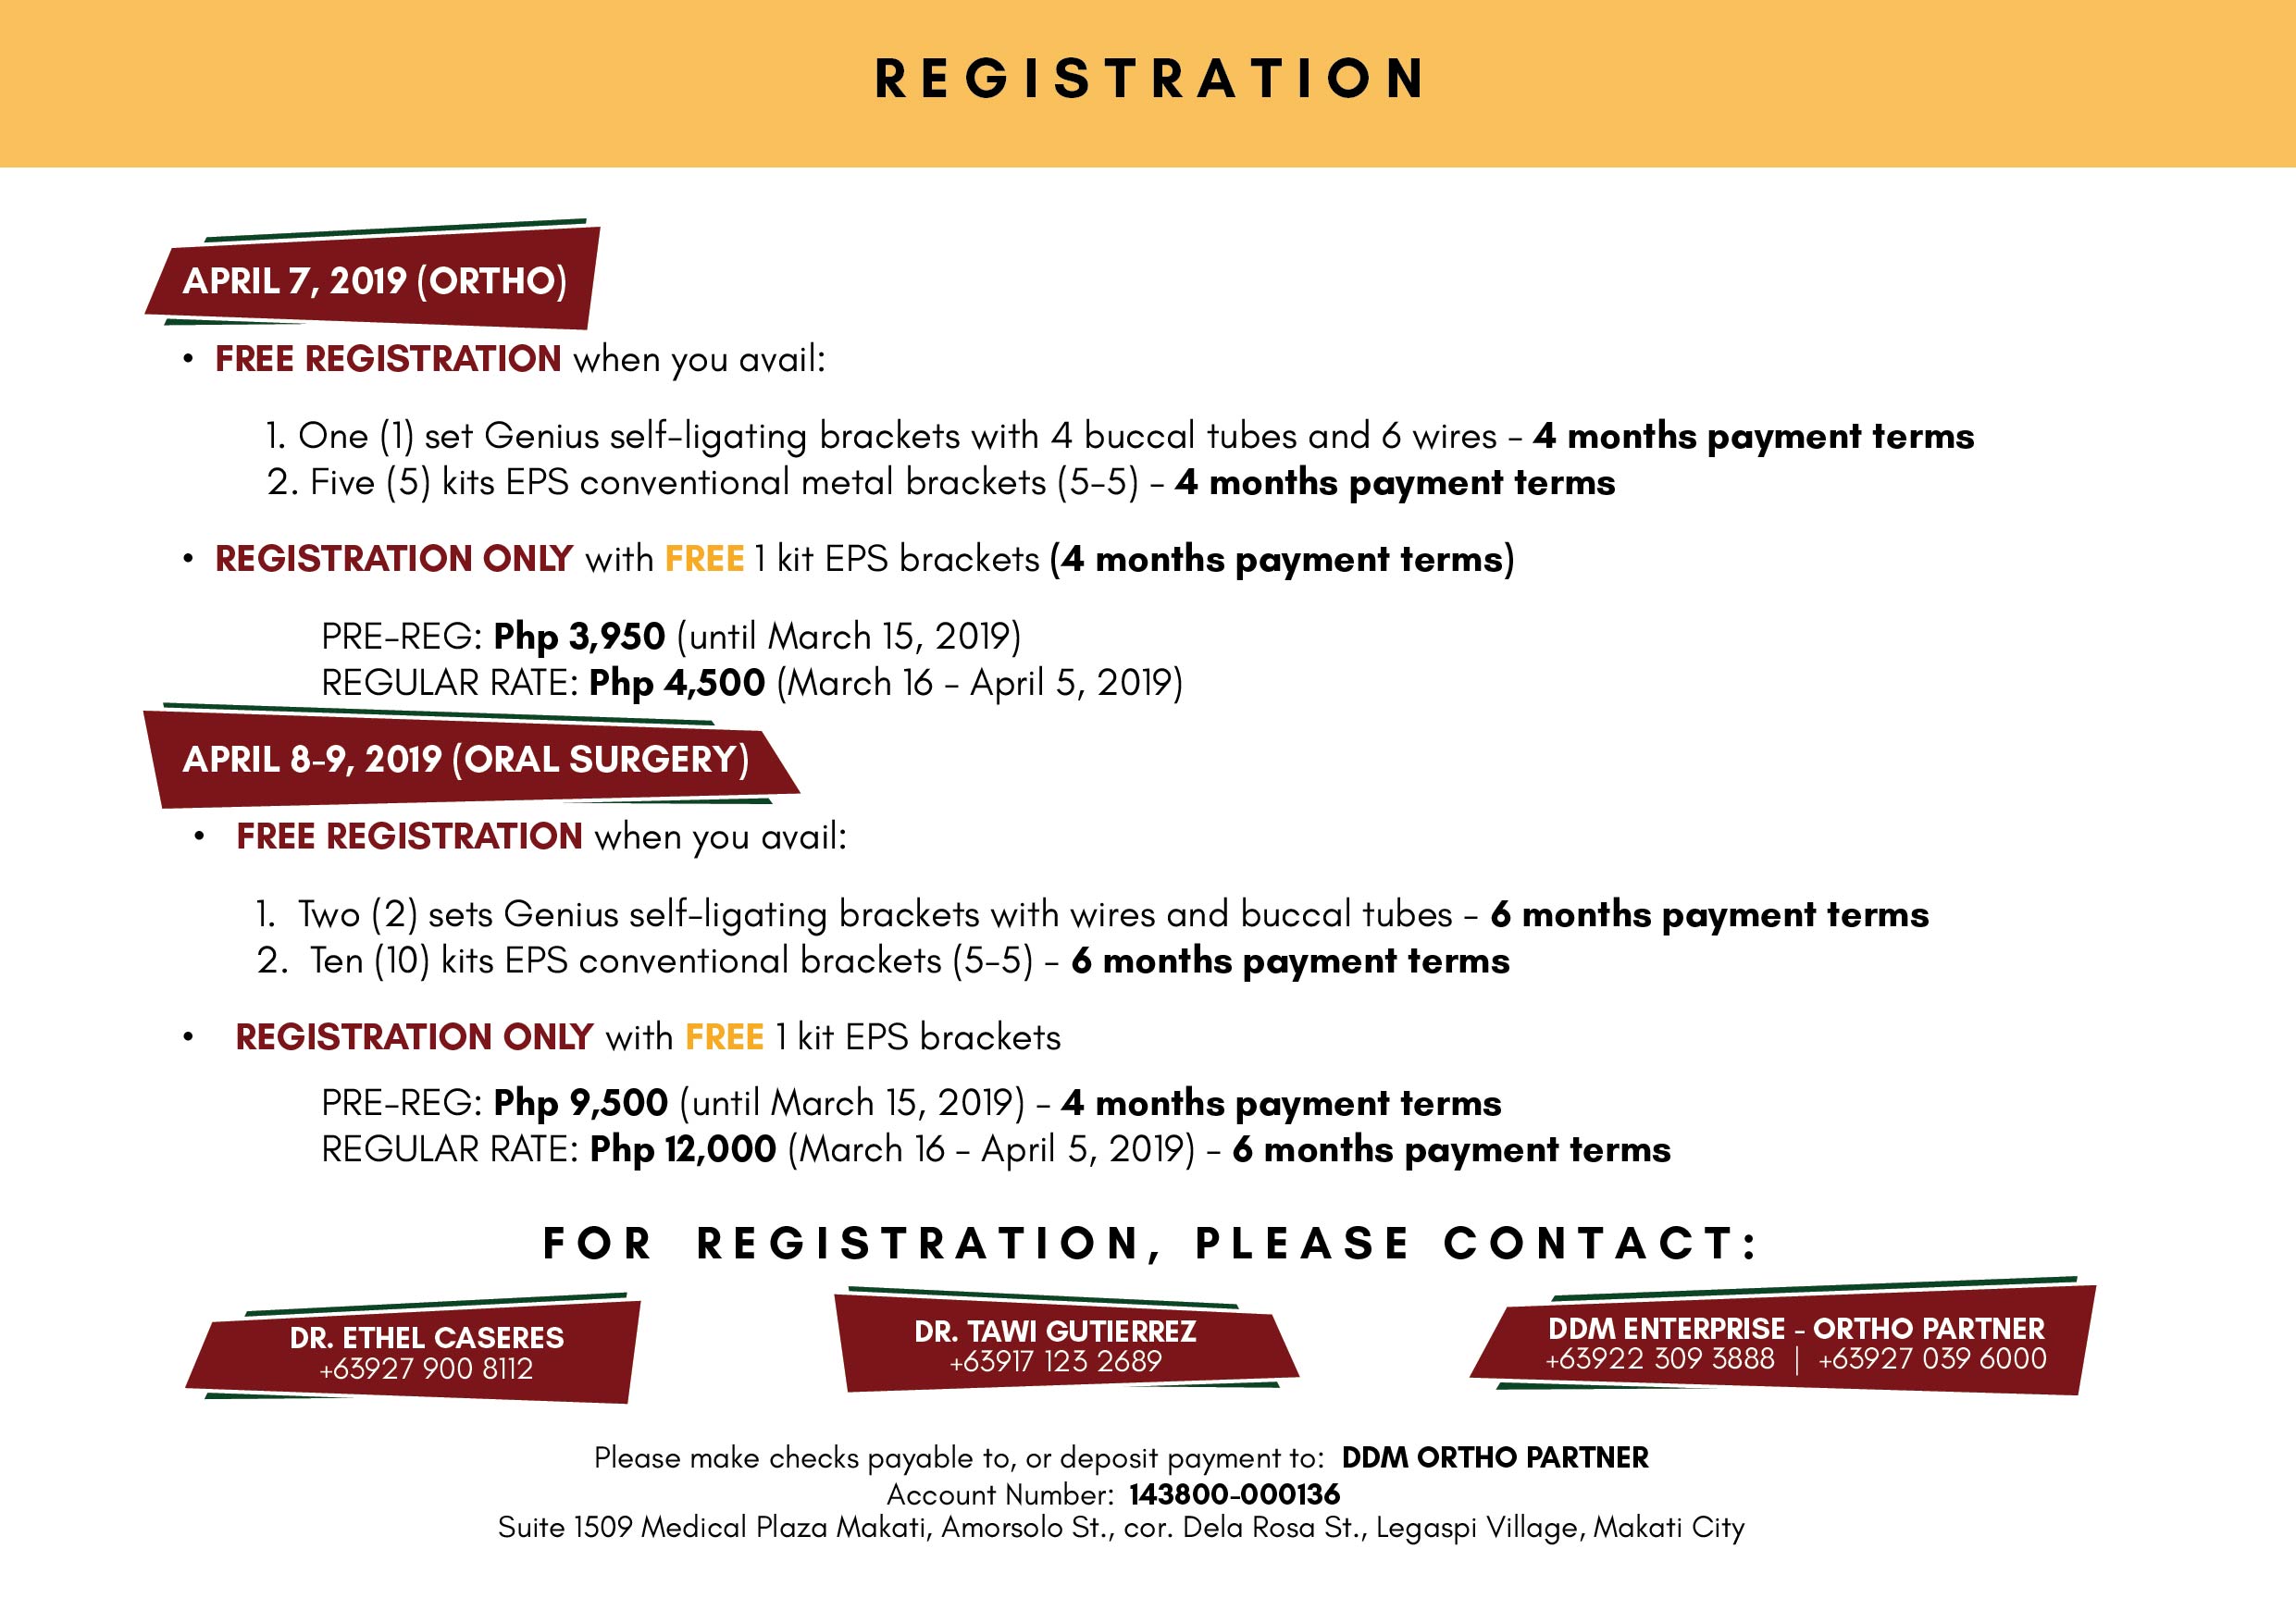 REGISTRATION
APRIL 7, 2019 (ORTHO)
• FREE REGISTRATION when you avail:
1. One (1) set Genius self-ligating brackets with 4 buccal tubes and 6 wires - 4 months payment terms
2. Five (5) kits EPS conventional metal brackets (5-5) - 4 months payment terms
• REGISTRATION ONLY with FREE 1 kit EPS brackets (4 months payment terms)
PRE-REG: Php 3,950 (until March 15, 2019)
REGULAR RATE: Php 4,500 (March 16 - April 5, 2019)
APRIL 8-9, 2019 (ORAL SURGERY)
• FREE REGISTRATION when you avail:
1. Two (2) sets Genius self-ligating brackets with wires and buccal tubes - 6 months payment terms
2. Ten (10) kits EPS conventional brackets (5-5) - 6 months payment terms
• REGISTRATION ONLY with FREE 1 kit EPS brackets
PRE-REG: Php 9,500 (until March 15, 2019) - 4 months payment terms
REGULAR RATE: Php 12,000 (March 16 - April 5, 2019) - 6 months payment terms
FOR REGISTRATION, PLEASE CONTACT:
DR. ETHEL CASERES
+63927 900 8112
DR. TAWI GUTIERREZ
+63917 123 2689
DDM ENTERPRISE - ORTHO PARTNER
+63922 309 3888 | +63927 039 6000
Please make checks payable to, or deposit payment to: DDM ORTHO PARTNER
Account Number: 143800-000136
Suite 1509 Medical Plaza Makati, Amorsolo St., cor. Dela Rosa St., Legaspi Village, Makati City